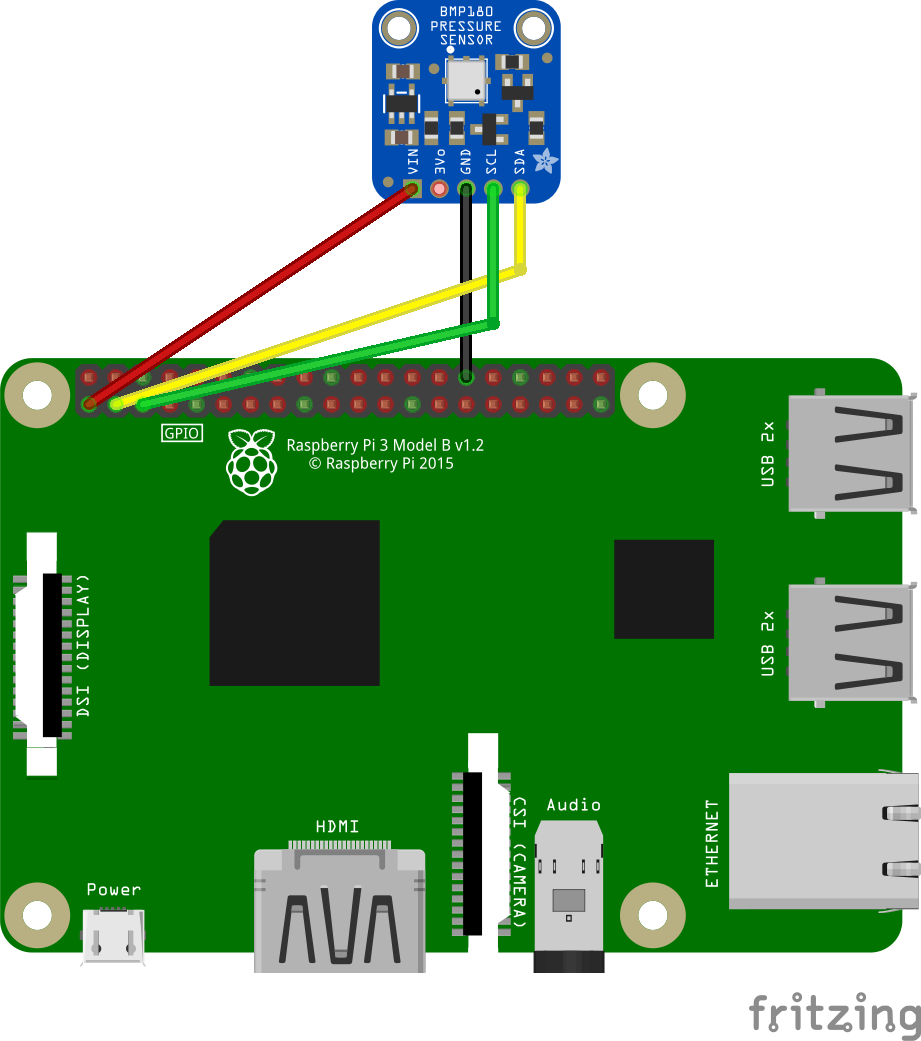 BMP180
PRESSURE
SENSOR
VIN
3Vo
GND
SCL
SDA
GPIO
Raspberry Pi 3 Model B v1.2
© Raspberry Pi 2015
USB 2x
DSI (DISPLAY)
USB 2x
HDMI
CSI (CAMERA)
Audio
ETHERNET
Power
fritzing